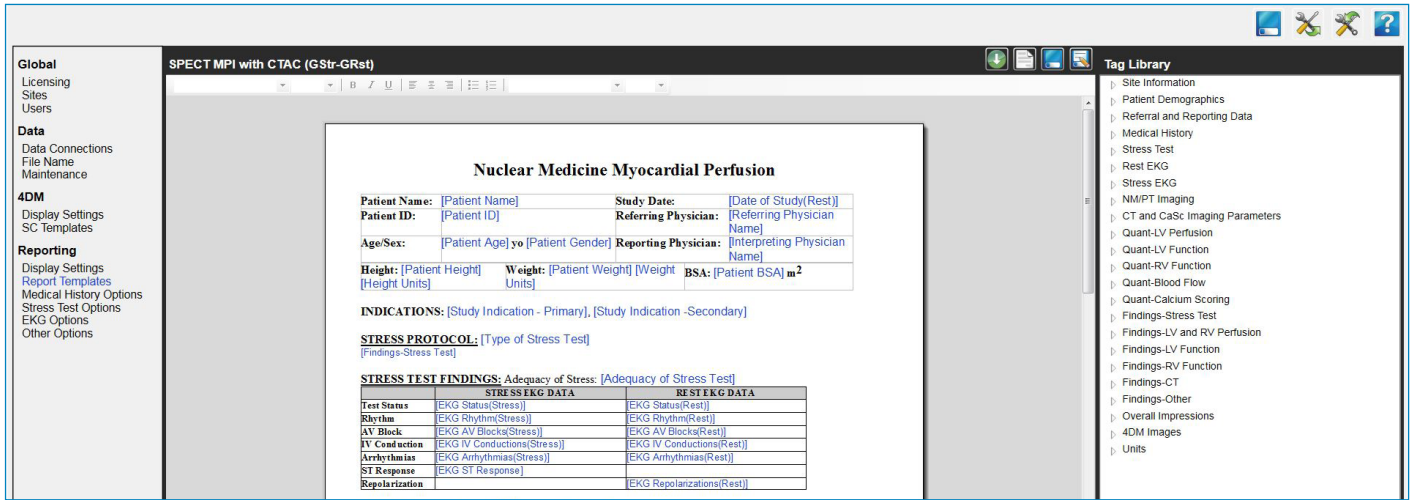 Global
Licensing
Sites
Users
Data
Data Connections
File Name
Maintenance
4DM
Display Settings
SC Templates
Reporting
Display Settings
Report Templates
Medical History Options
Stress Test Options
EKG Options
Other Options
SPECT MPI with CTAC (GStr-GRst)
B I U
Nuclear Medicine Myocardial Perfusion
Patient Name: [Patient Name] Study Date: [Date of Study(Rest)]
Patient ID: [Patient ID] Referring Physician: [Referring Physician
Name]
Age/Sex: [Patient Age] yo [Patient Gender] Reporting Physician: [Interpreting Physician
Name]
Height: [Patient Height] Weight: [Patient Weight] [Weight BSA: [Patient BSA] m²
[Height Units] Units]
INDICATIONS: [Study Indication - Primary], [Study Indication -Secondary]
STRESS PROTOCOL: [Type of Stress Test]
[Findings-Stress Test]
STRESS TEST FINDINGS: Adequacy of Stress: [Adequacy of Stress Test]
STRESS EKG DATA REST EKG DATA
Test Status [EKG Status(Stress)] [EKG Status(Rest)]
Rhythm [EKG Rhythm(Stress)] [EKG Rhythm(Rest)]
AV Block [EKG AV Blocks(Stress)] [EKG AV Blocks(Rest)]
IV Conduction [EKG IV Conductions(Stress)] [EKG IV Conductions(Rest)]
Arrhythmias [EKG Arrhythmias(Stress)] [EKG Arrhythmias(Rest)]
ST Response [EKG ST Response]
Repolarization [EKG Repolarizations(Rest)]
Tag Library
Site Information
Patient Demographics
Referral and Reporting Data
Medical History
Stress Test
Rest EKG
Stress EKG
NM/PT Imaging
CT and CaSc Imaging Parameters
Quant-LV Perfusion
Quant-LV Function
Quant-RV Function
Quant-Blood Flow
Quant-Calcium Scoring
Findings-Stress Test
Findings-LV and RV Perfusion
Findings-LV Function
Findings-RV Function
Findings-CT
Findings-Other
Overall Impressions
4DM Images
Units